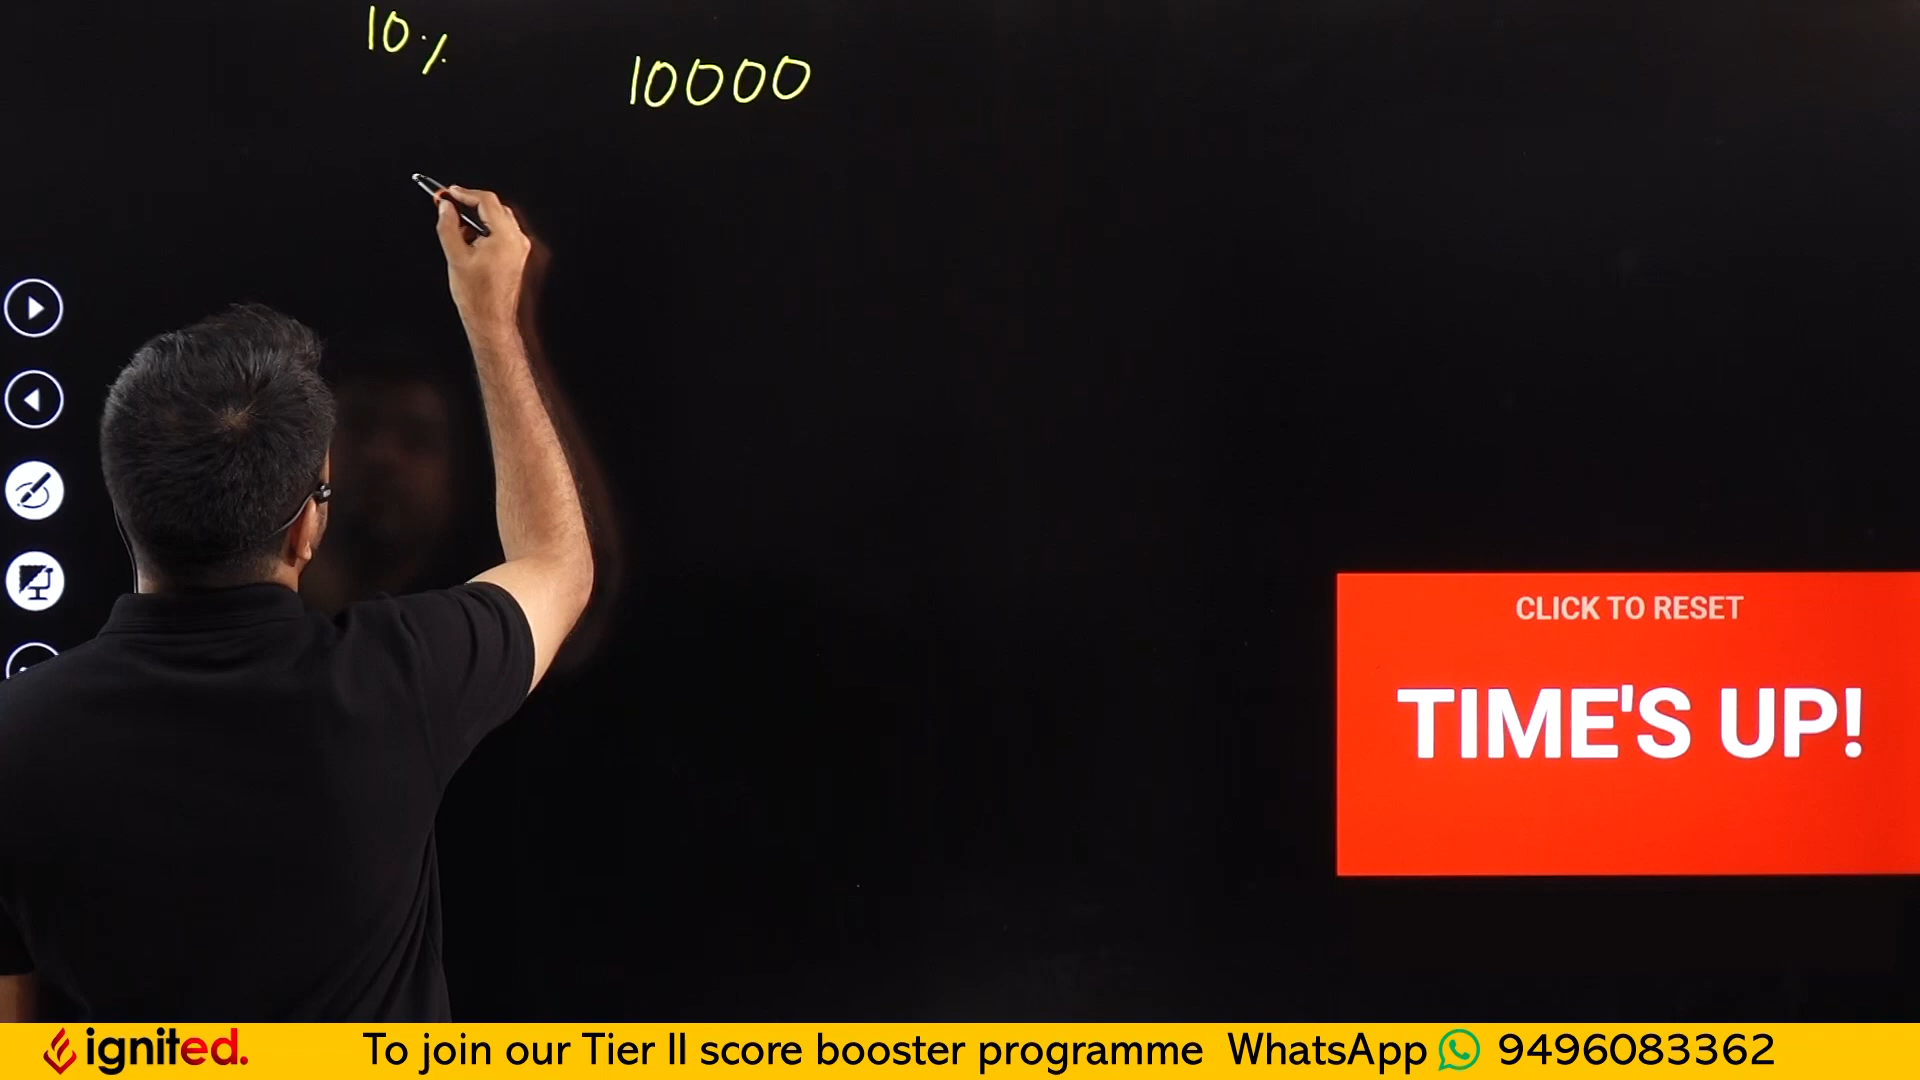 10%
10000
CLICK TO RESET
TIME'S UP!
ignited. To join our Tier II score booster programme WhatsApp 9496083362